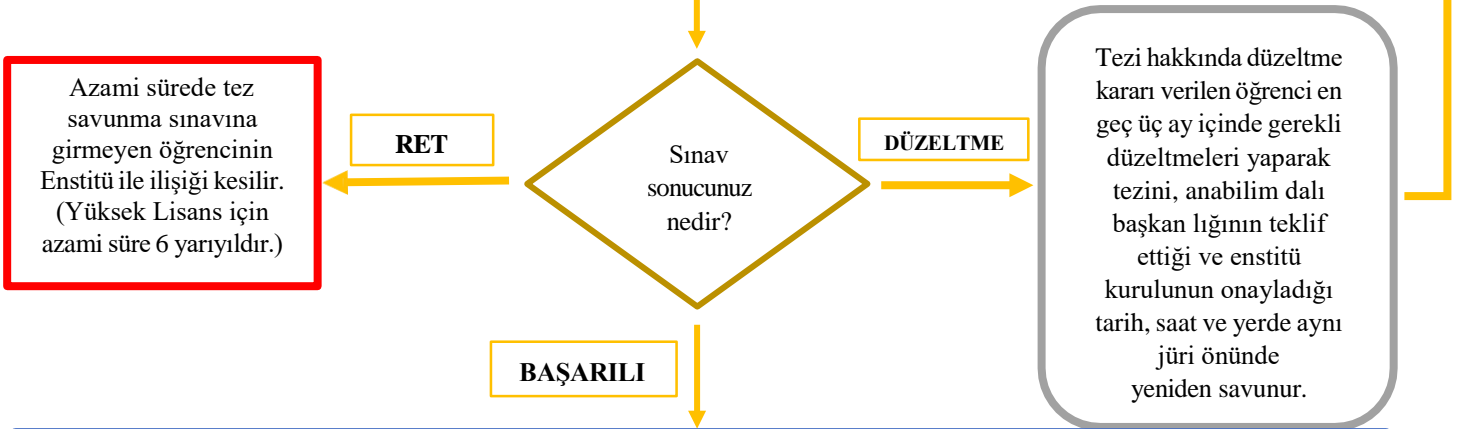 Azami sürede tez
savunma sınavına
girmeyen öğrencinin
Enstitü ile ilişiği kesilir.
(Yüksek Lisans için
azami süre 6 yarıyıldır.)
RET
Sınav
sonucunuz
nedir?
DÜZELTME
Tezi hakkında düzeltme
kararı verilen öğrenci en
geç üç ay içinde gerekli
düzeltmeleri yaparak
tezini, anabilim dalı
başkan lığının teklif
ettiği ve enstitü
kurulunun onayladığı
tarih, saat ve yerde aynı
jüri önünde
yeniden savunur.
BAŞARILI